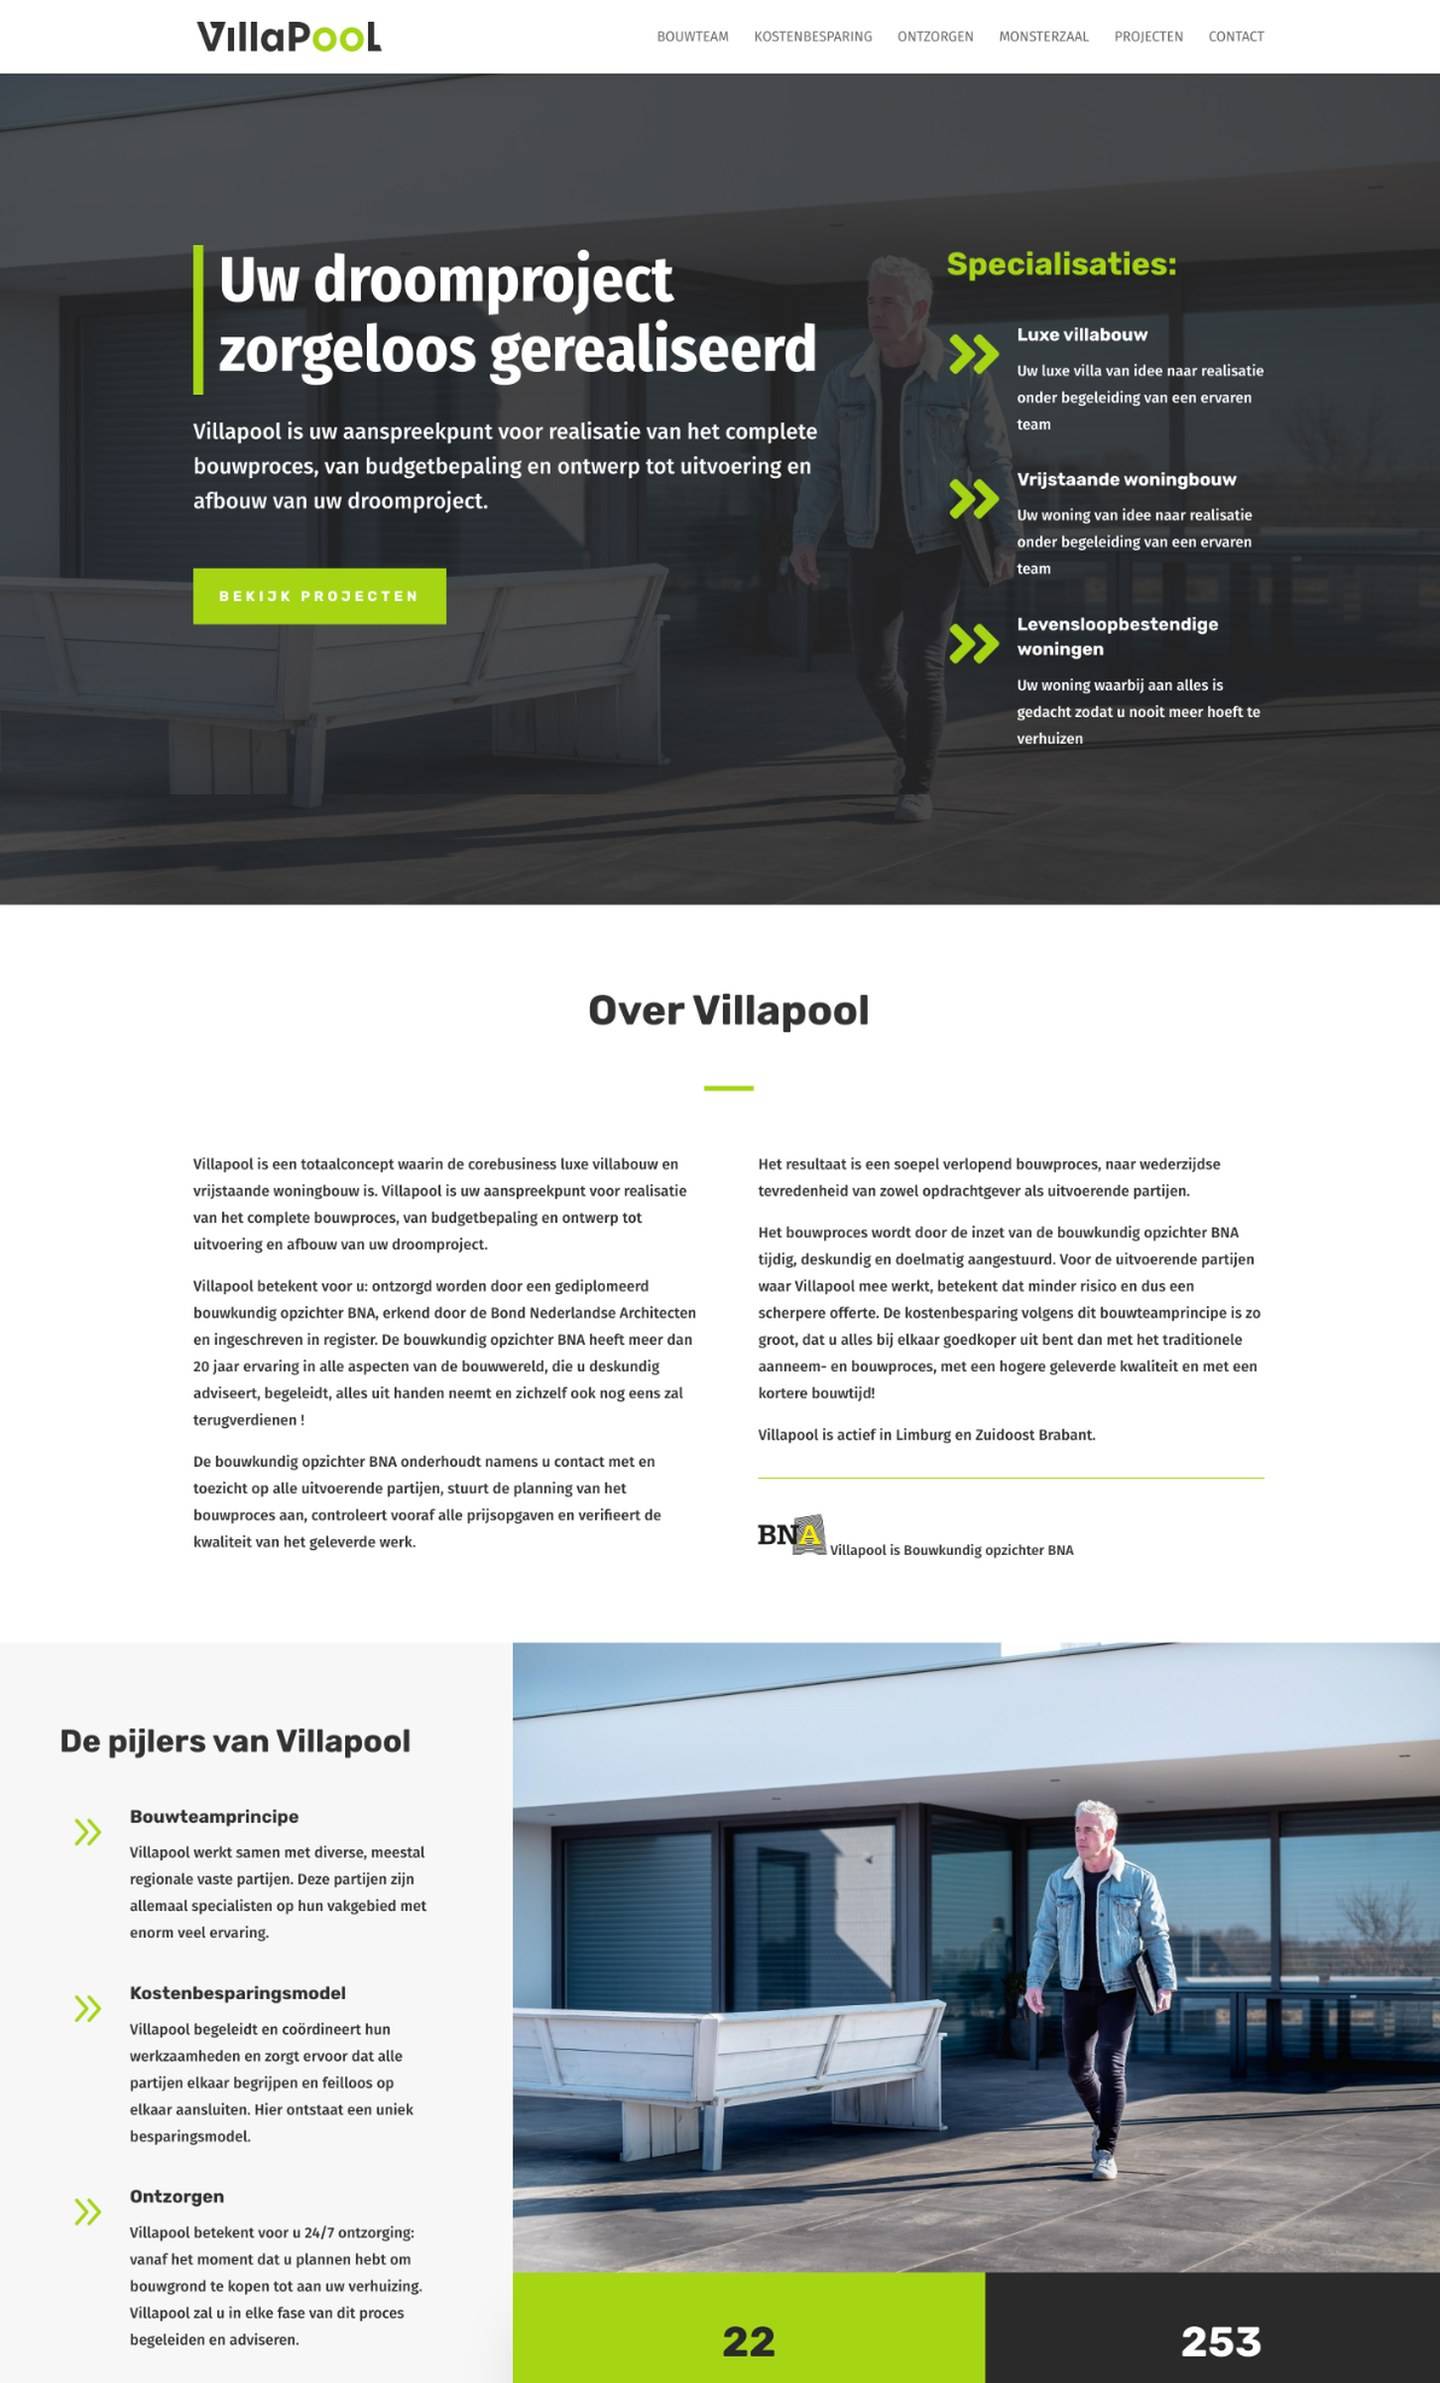 VillaPool
BOUWTEAM KOSTENBESPARING ONTZORGEN MONSTERZAAL PROJECTEN CONTACT
Uw droomproject
zorgeloos gerealiseerd
Villapool is uw aanspreekpunt voor realisatie van het complete
bouwproces, van budgetbepaling en ontwerp tot uitvoering en
afbouw van uw droomproject.
BEKIJK PROJECTEN
Specialisaties:
Luxe villabouw
Uw luxe villa van idee naar realisatie
onder begeleiding van een ervaren
team
Vrijstaande woningbouw
Uw woning van idee naar realisatie
onder begeleiding van een ervaren
team
Levensloopbestendige
woningen
Uw woning waarbij aan alles is
gedacht zodat u nooit meer hoeft te
verhuizen
Over Villapool
Villapool is een totaalconcept waarin de corebusiness luxe villabouw en
vrijstaande woningbouw is. Villapool is uw aanspreekpunt voor realisatie
van het complete bouwproces, van budgetbepaling en ontwerp tot
uitvoering en afbouw van uw droomproject.
Villapool betekent voor u: ontzorgd worden door een gediplomeerd
bouwkundig opzichter BNA, erkend door de Bond Nederlandse Architecten
en ingeschreven in register. De bouwkundig opzichter BNA heeft meer dan
20 jaar ervaring in alle aspecten van de bouwwereld, die u deskundig
adviseert, begeleidt, alles uit handen neemt en zichzelf ook nog eens zal
terugverdienen !
De bouwkundig opzichter BNA onderhoudt namens u contact met en
toezicht op alle uitvoerende partijen, stuurt de planning van het
bouwproces aan, controleert vooraf alle prijsopgaven en verifieert de
kwaliteit van het geleverde werk.
Het resultaat is een soepel verlopend bouwproces, naar wederzijdse
tevredenheid van zowel opdrachtgever als uitvoerende partijen.
Het bouwproces wordt door de inzet van de bouwkundig opzichter BNA
tijdig, deskundig en doelmatig aangestuurd. Voor de uitvoerende partijen
waar Villapool mee werkt, betekent dat minder risico en dus een
scherpere offerte. De kostenbesparing volgens dit bouwteamprincipe is zo
groot, dat u alles bij elkaar goedkoper uit bent dan met het traditionele
aanneem- en bouwproces, met een hogere geleverde kwaliteit en met een
kortere bouwtijd!
Villapool is actief in Limburg en Zuidoost Brabant.
BNA Villapool is Bouwkundig opzichter BNA
De pijlers van Villapool
Bouwteamprincipe
Villapool werkt samen met diverse, meestal
regionale vaste partijen. Deze partijen zijn
allemaal specialisten op hun vakgebied met
enorm veel ervaring.
Kostenbesparingsmodel
Villapool begeleidt en coördineert hun
werkzaamheden en zorgt ervoor dat alle
partijen elkaar begrijpen en feilloos op
elkaar aansluiten. Hier ontstaat een uniek
besparingsmodel.
Ontzorgen
Villapool betekent voor u 24/7 ontzorging:
vanaf het moment dat u plannen hebt om
bouwgrond te kopen tot aan uw verhuizing.
Villapool zal u in elke fase van dit proces
begeleiden en adviseren.
22
253